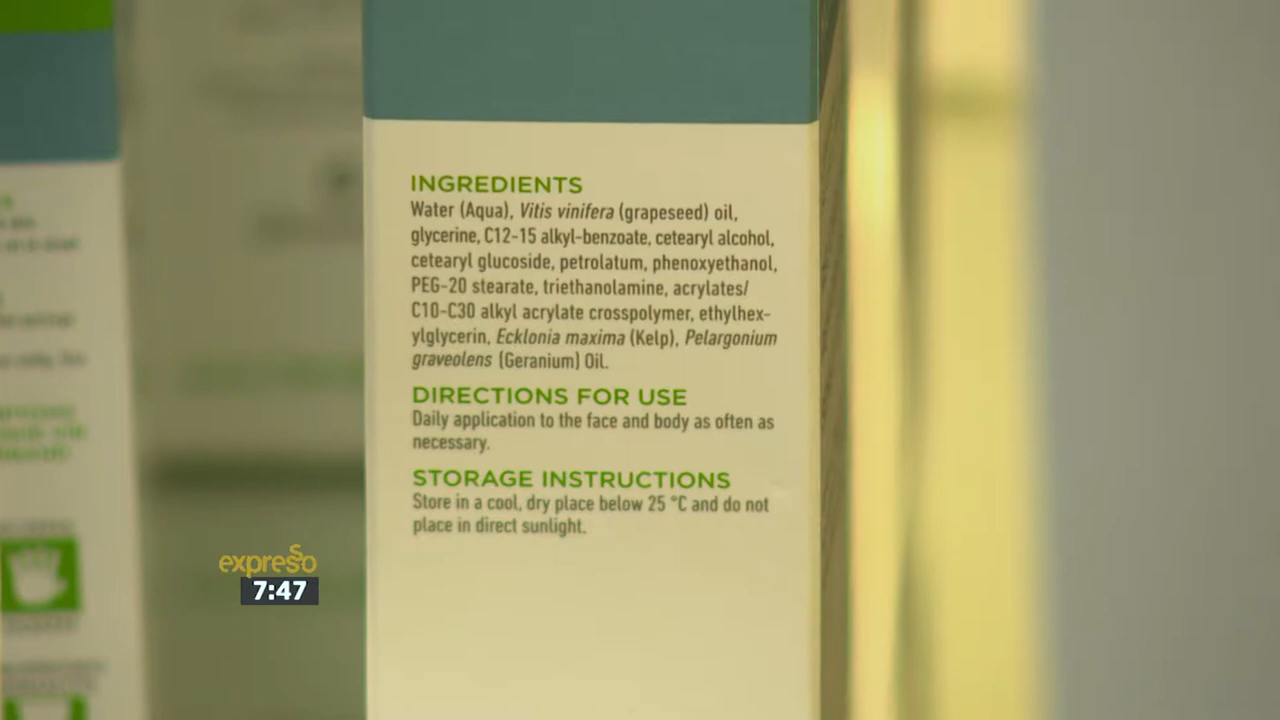 INGREDIENTS
Water (Aqua), Vitis vinifera (grapeseed) oil,
glycerine, C12-15 alkyl-benzoate, cetearyl alcohol,
cetearyl glucoside, petrolatum, phenoxyethanol,
PEG-20 stearate, triethanolamine, acrylates/
C10-C30 alkyl acrylate crosspolymer, ethylhex-
ylglycerin, Ecklonia maxima (Kelp), Pelargonium
graveolens (Geranium) Oil.
DIRECTIONS FOR USE
Daily application to the face and body as often as
necessary.
STORAGE INSTRUCTIONS
Store in a cool, dry place below 25 °C and do not
place in direct sunlight.
expresso
7:47